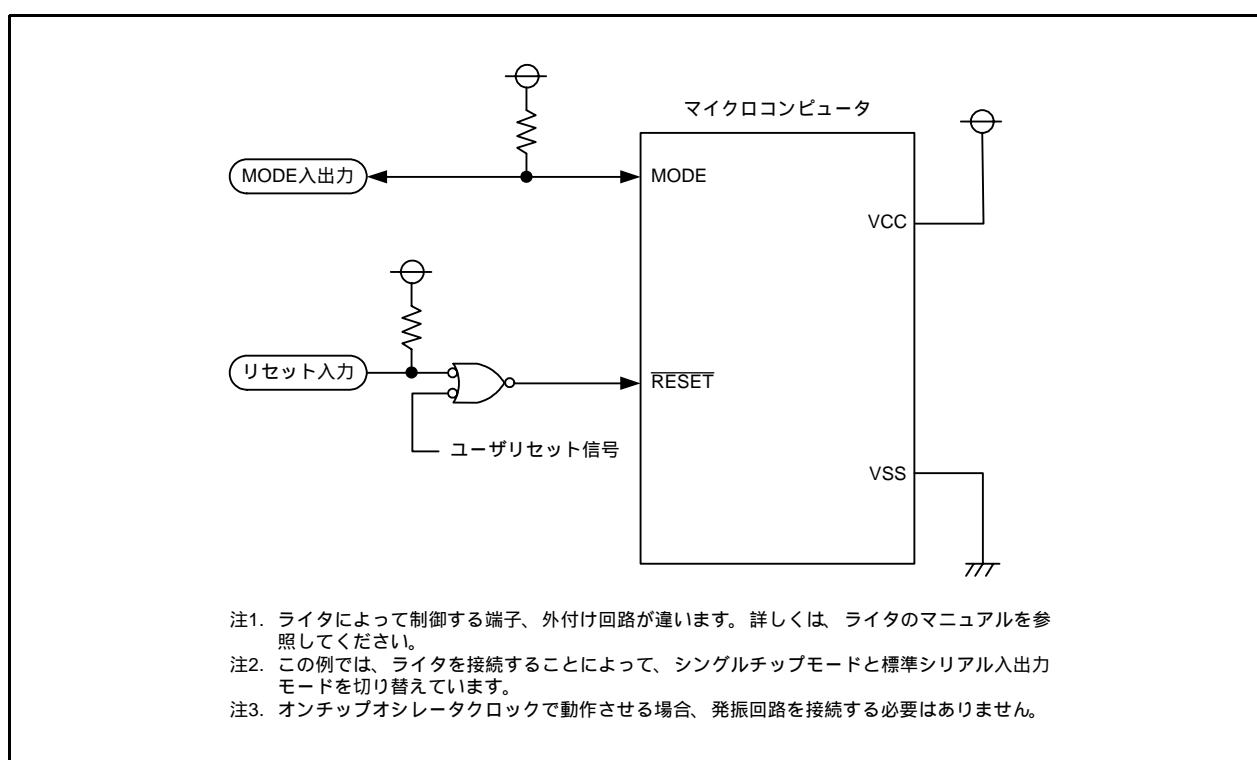 マイクロコンピュータ
MODE入出力
MODE
VCC
リセット入力
RESET
ユーザリセット信号
VSS
注1. ライタによって制御する端子、外付け回路が違います。詳しくは、ライタのマニュアルを参
照してください。
注2. この例では、ライタを接続することによって、シングルチップモードと標準シリアル入出力
モードを切り替えています。
注3. オンチップオシレータクロックで動作させる場合、発振回路を接続する必要はありません。